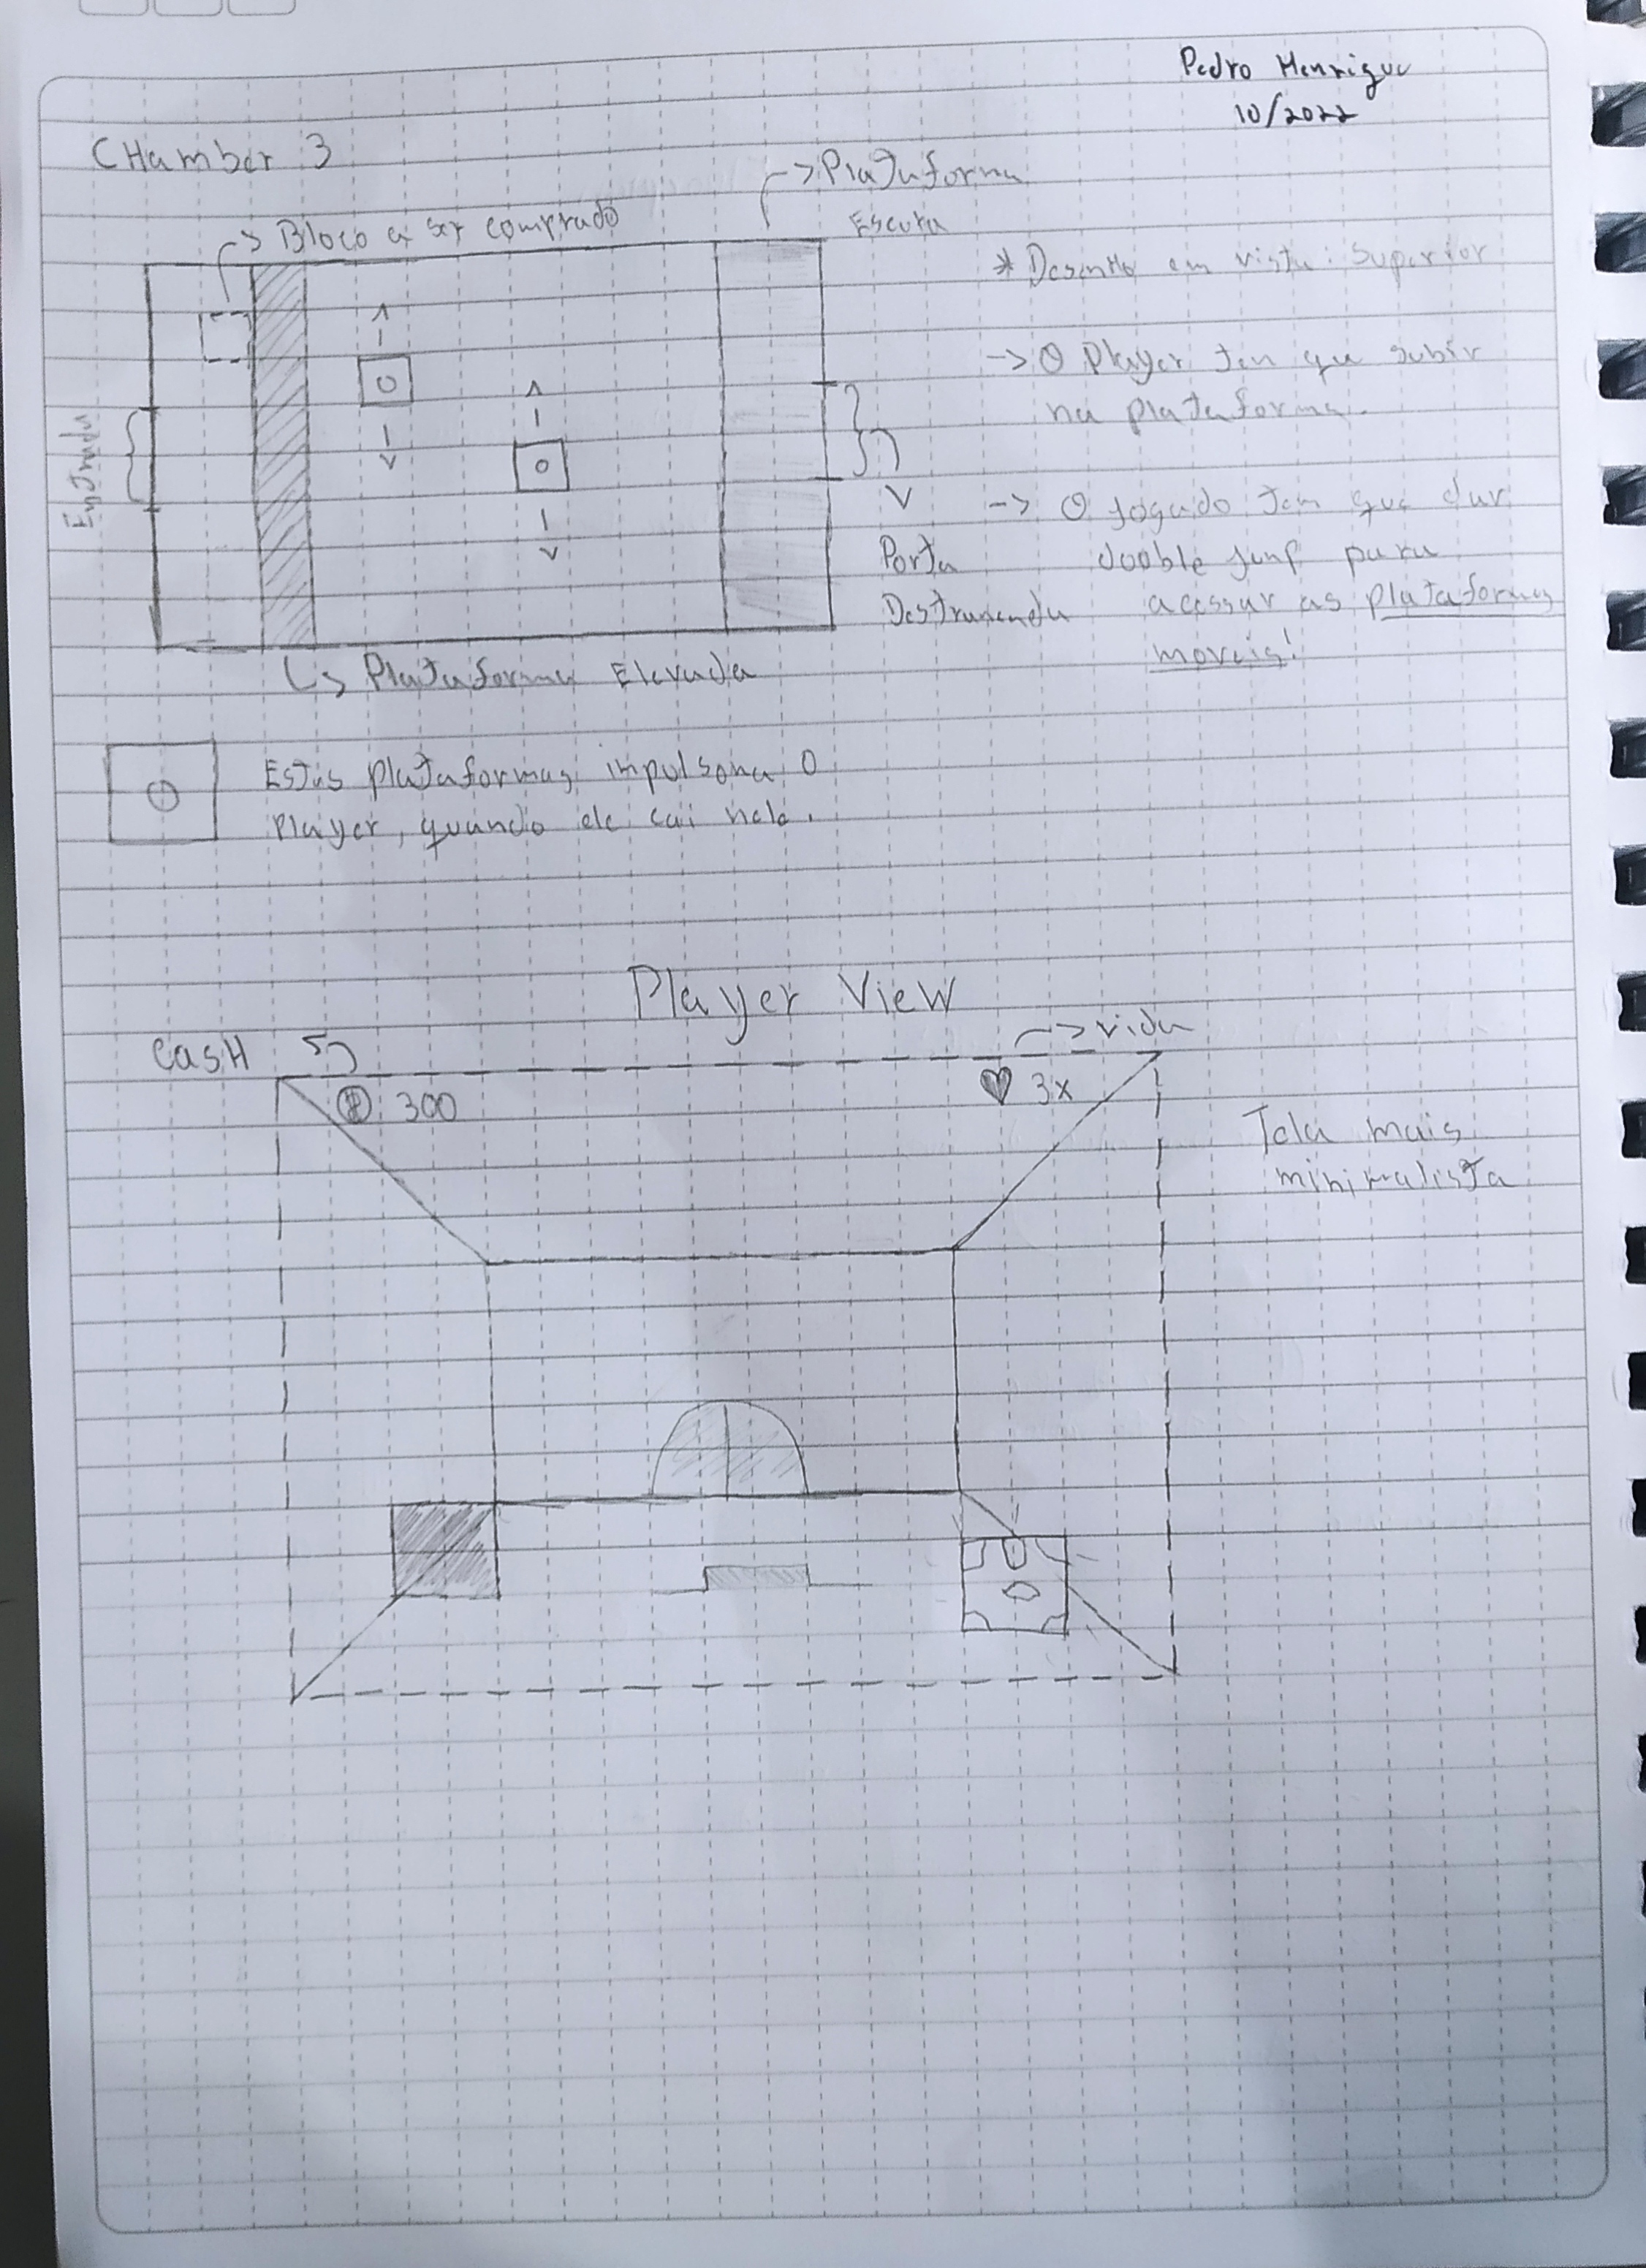 Pedro Henrique
10/2022
CHamber 3
Plataforma
Escura
Bloco a ser comprado
* Desenho em vista: Superior
-> O Player tem que subir
na plataforma.
Entrada
-> O Jogado tem que dar
double jump para
acessar as plataformas
moveis!
Porta
Destrancada
Plataforma Elevada
Estas plataformas impulsona O
Player, quando ele cai nela.
Player View
CasH
vida
300
3x
Tela mais
minimalista